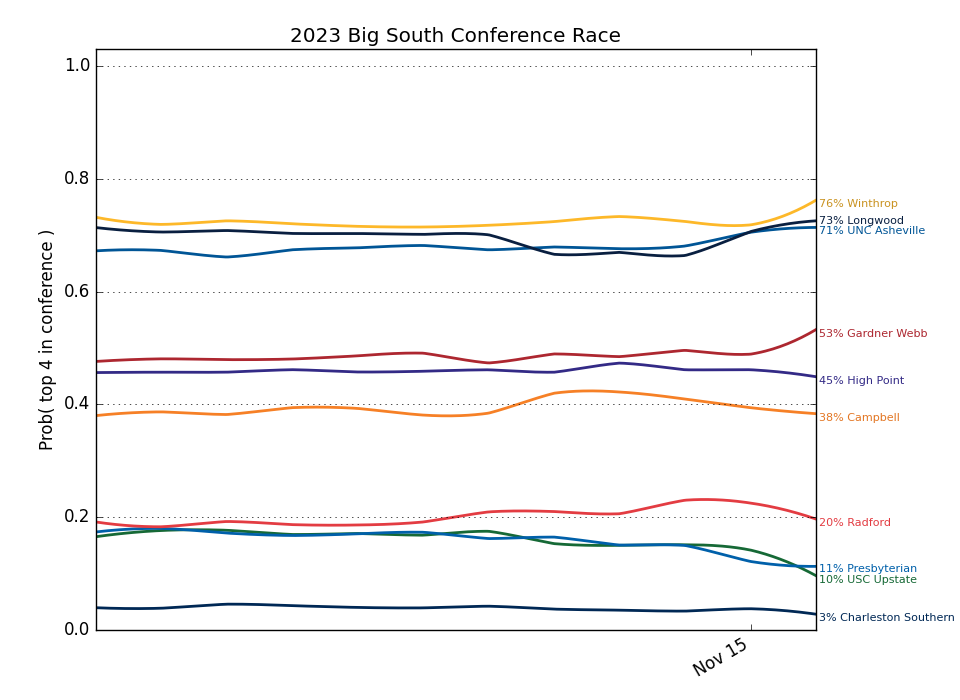 2023 Big South Conference Race
1.0
0.8
0.6
0.4
0.2
0.0
Prob( top 4 in conference )
76% Winthrop
73% Longwood
71% UNC Asheville
53% Gardner Webb
45% High Point
38% Campbell
20% Radford
11% Presbyterian
10% USC Upstate
3% Charleston Southern
Nov 15